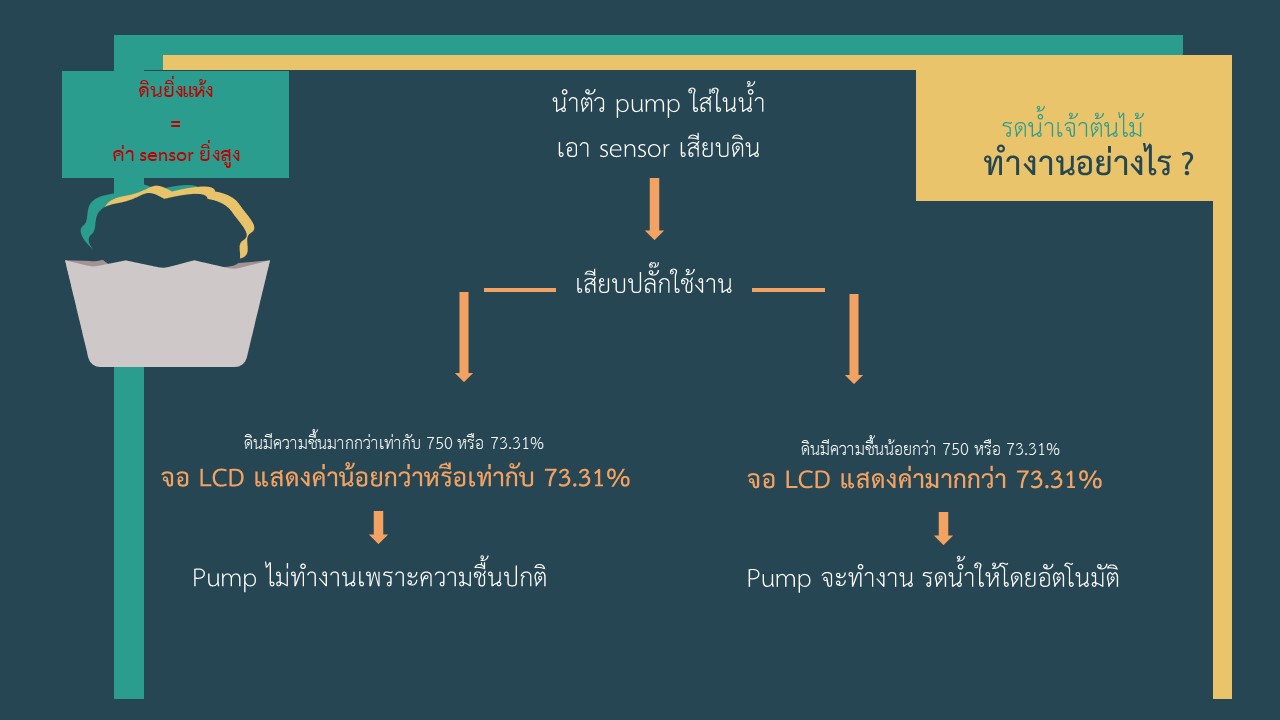 ดินยิ่งแห้ง
=
ค่า sensor ยิ่งสูง
นำตัว pump ใส่ในน้ำ
เอา sensor เสียบดิน
รดน้ำเจ้าต้นไม้
ทำงานอย่างไร ?
เสียบปลั๊กใช้งาน
ดินมีความชื้นมากกว่าเท่ากับ 750 หรือ 73.31%
จอ LCD แสดงค่าน้อยกว่าหรือเท่ากับ 73.31%
Pump ไม่ทำงานเพราะความชื้นปกติ
ดินมีความชื้นน้อยกว่า 750 หรือ 73.31%
จอ LCD แสดงค่ามากกว่า 73.31%
Pump จะทำงาน รดน้ำให้โดยอัตโนมัติ